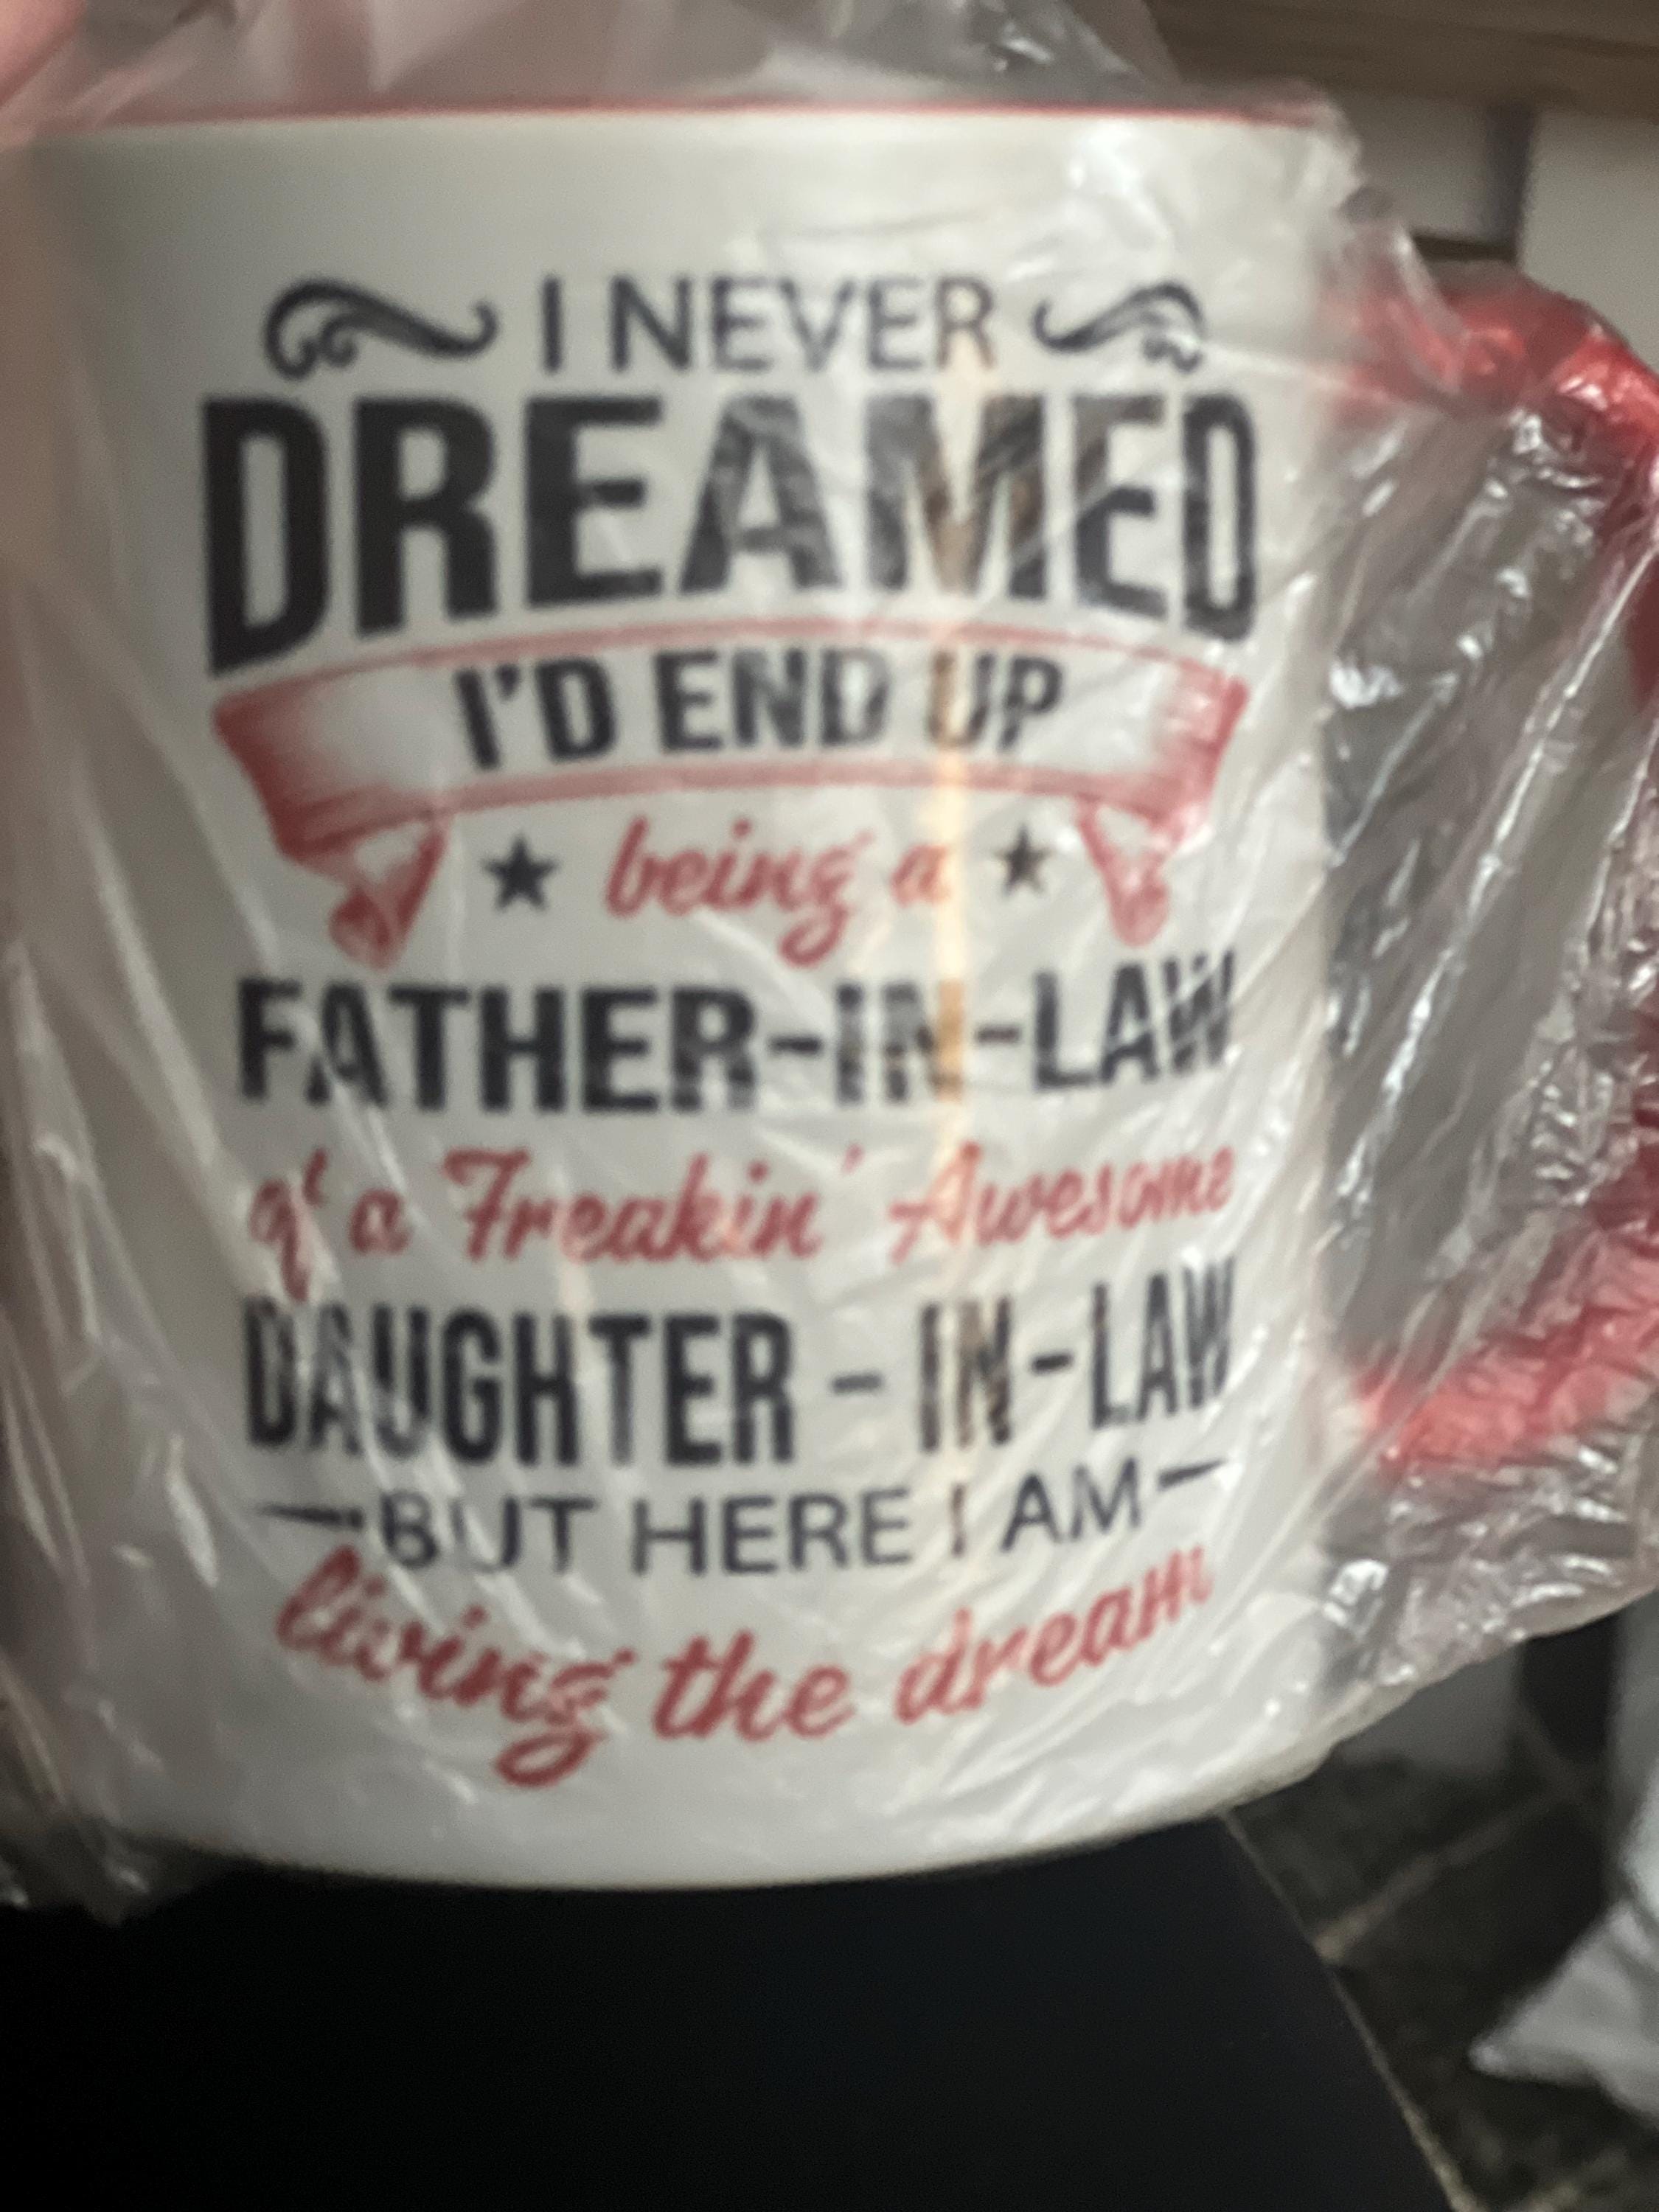 I NEVER
DREAMED
I'D END UP
being a
FATHER-IN-LAW
of a Freakin' Awesome
DAUGHTER - IN-LAW
BUT HERE I AM
living the dream